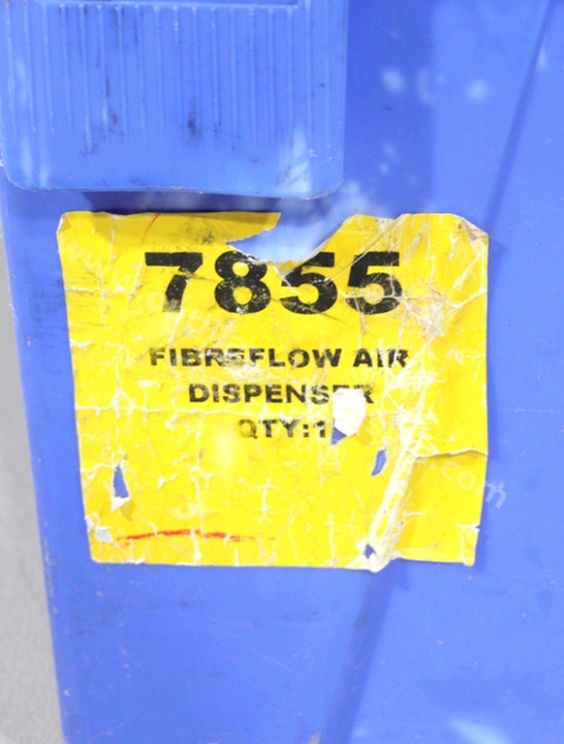 7855
FIBREFLOW AIR
DISPENSER
QTY:1